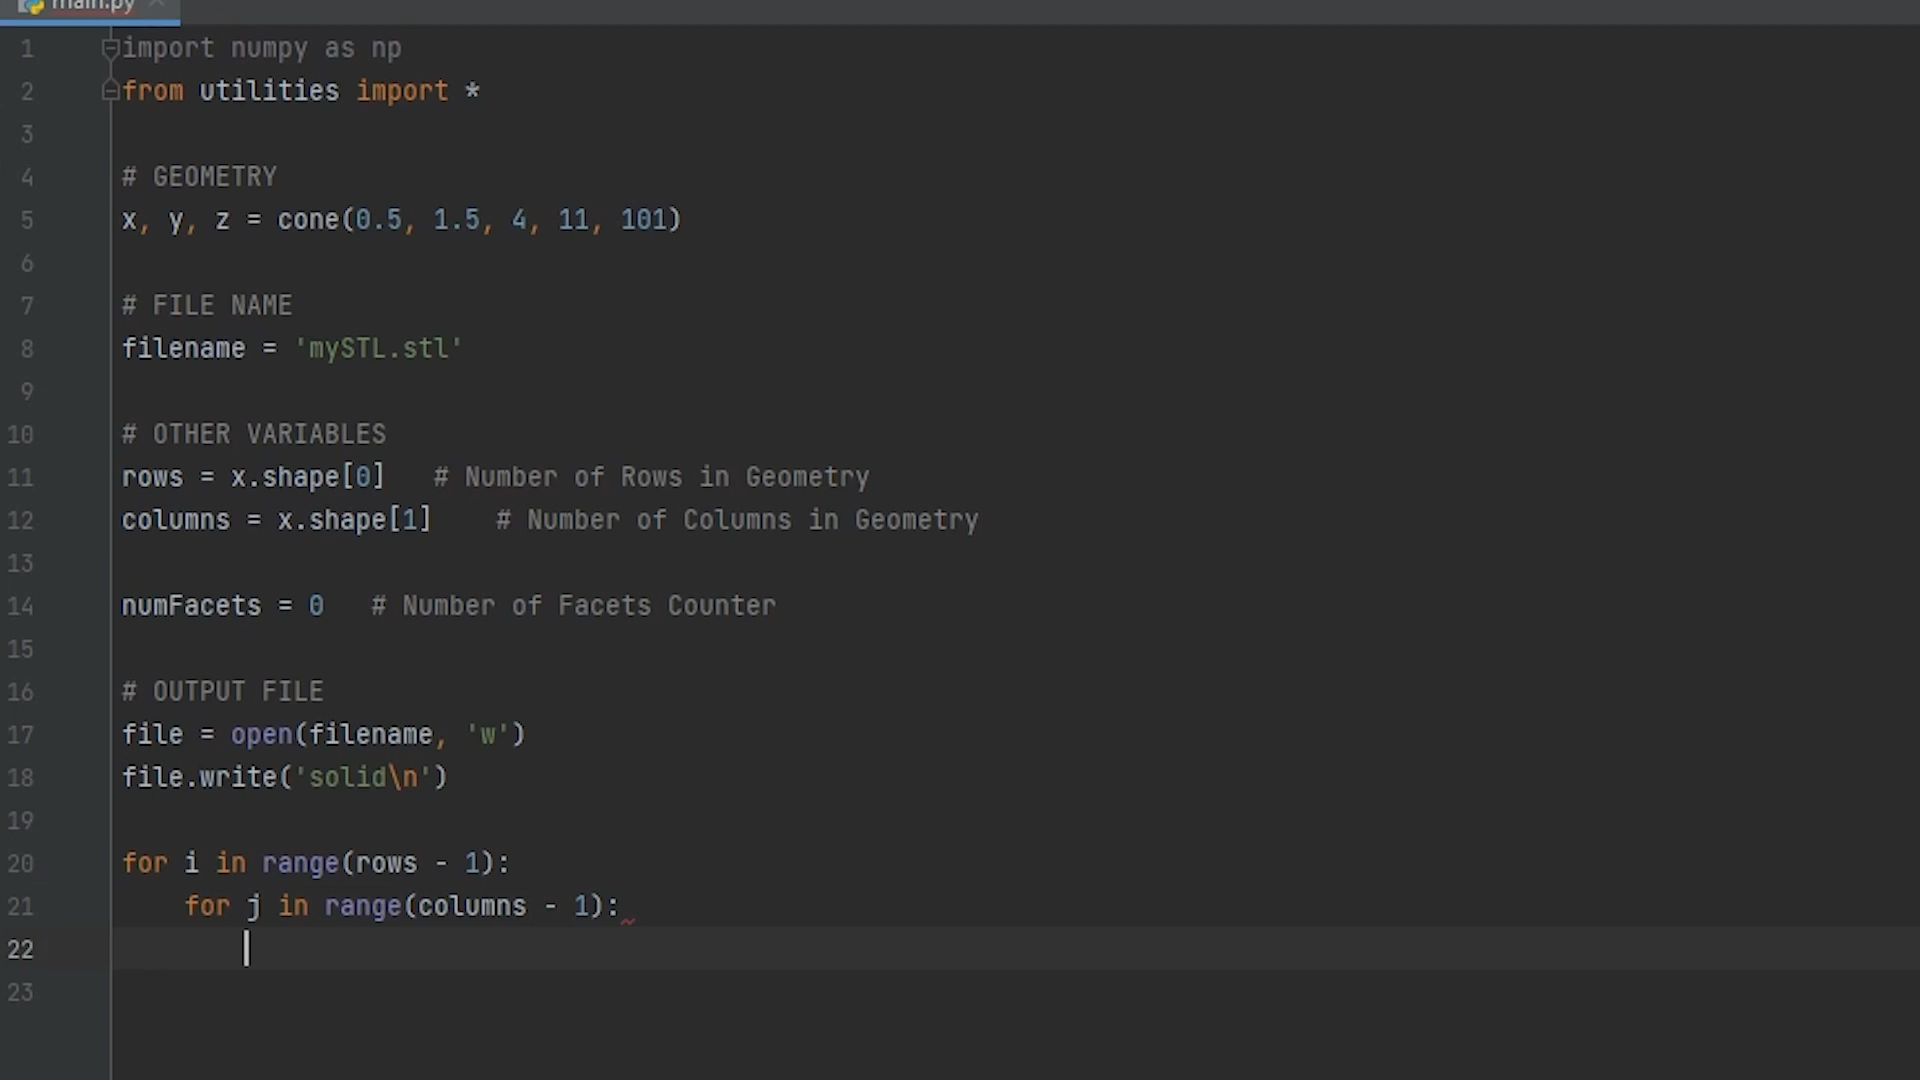 main.py
1 import numpy as np
2 from utilities import *
3
4 # GEOMETRY
5 x, y, z = cone(0.5, 1.5, 4, 11, 101)
6
7 # FILE NAME
8 filename = 'mySTL.stl'
9
10 # OTHER VARIABLES
11 rows = x.shape[0]   # Number of Rows in Geometry
12 columns = x.shape[1]    # Number of Columns in Geometry
13
14 numFacets = 0   # Number of Facets Counter
15
16 # OUTPUT FILE
17 file = open(filename, 'w')
18 file.write('solid\n')
19
20 for i in range(rows - 1):
21     for j in range(columns - 1):
22
23